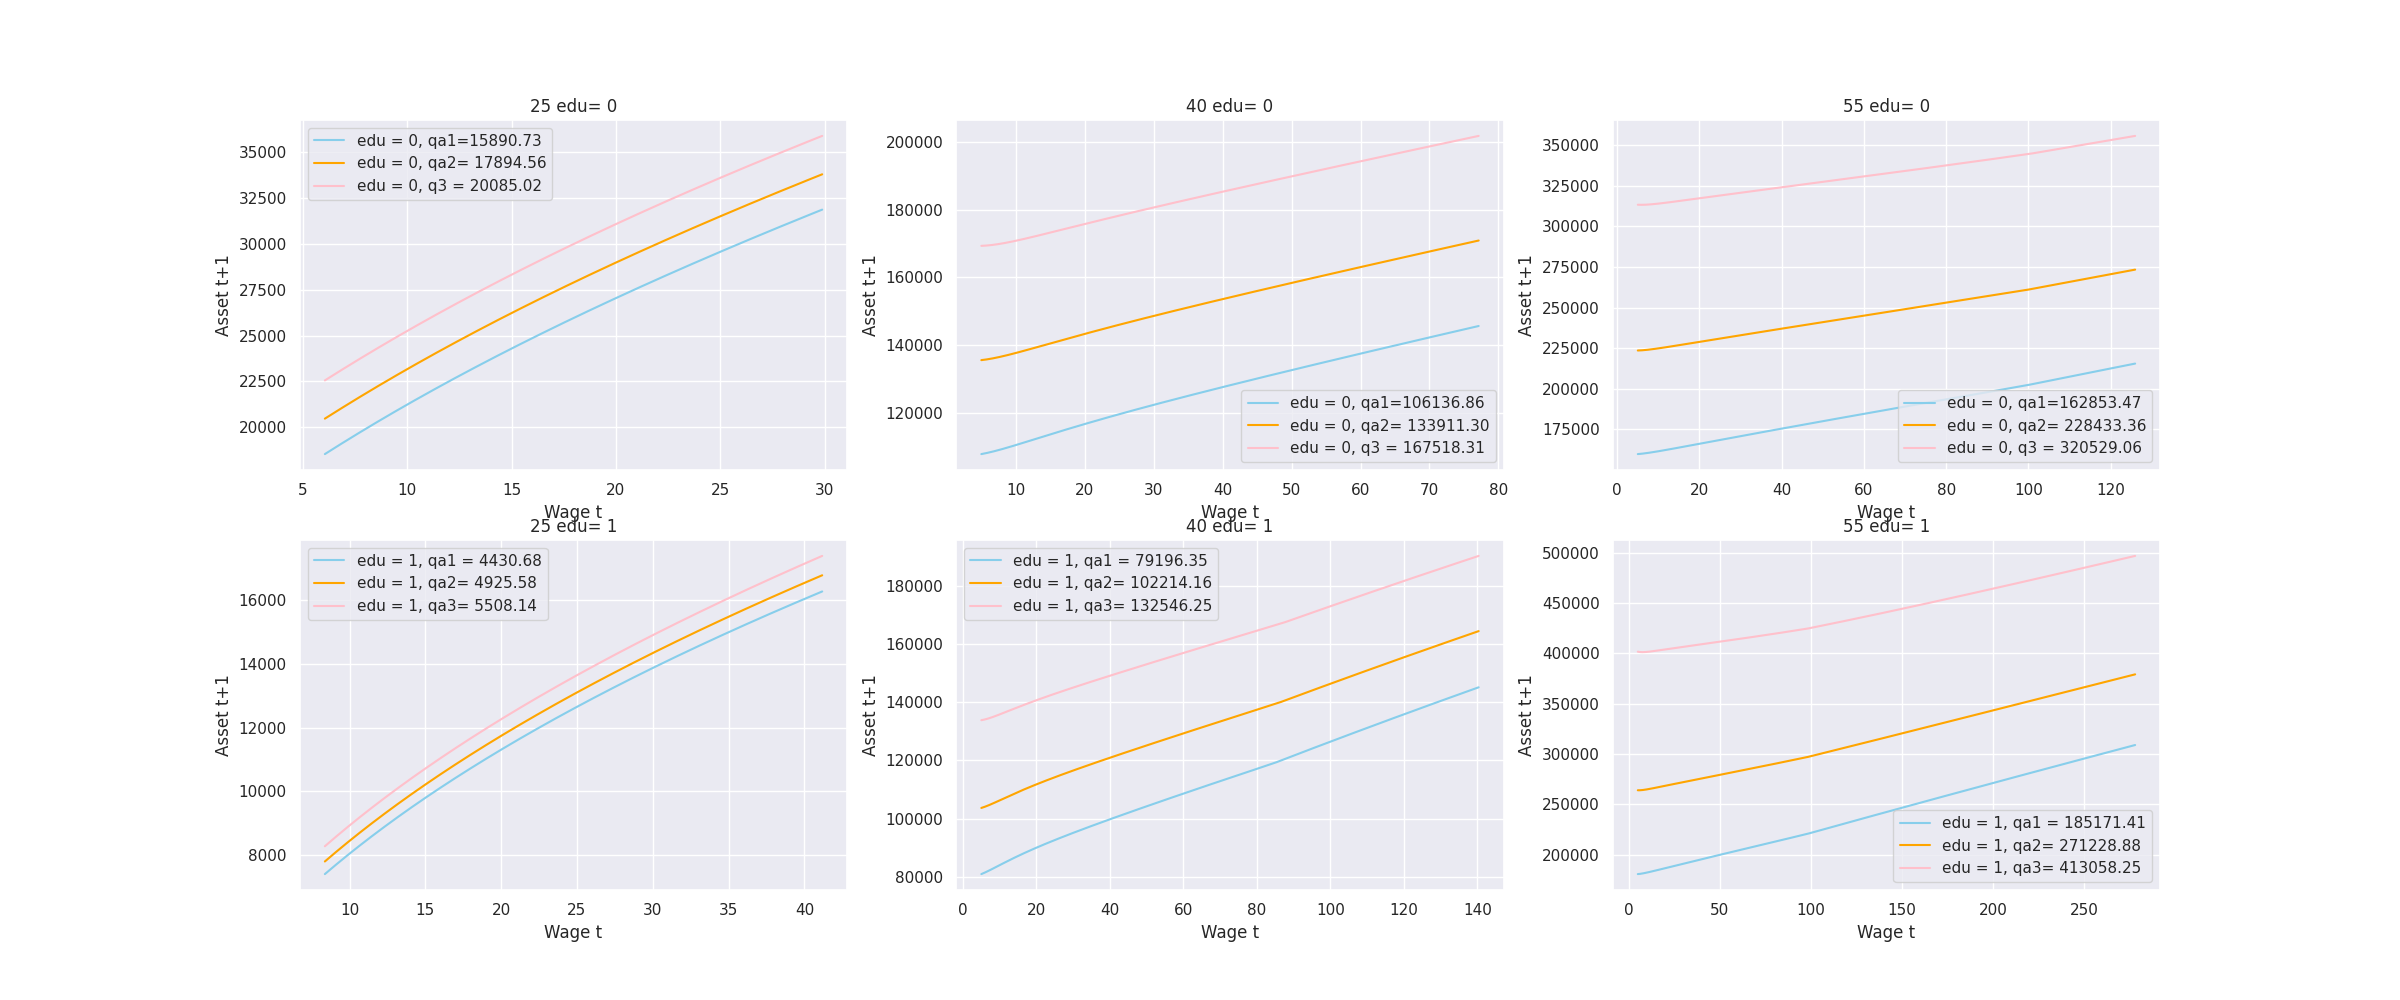 25 edu= 0
edu = 0, qa1=15890.73
edu = 0, qa2= 17894.56
edu = 0, q3 = 20085.02
Asset t+1
35000
32500
30000
27500
25000
22500
20000
5 10 15 20 25 30
Wage t
40 edu= 0
edu = 0, qa1=106136.86
edu = 0, qa2= 133911.30
edu = 0, q3 = 167518.31
Asset t+1
200000
180000
160000
140000
120000
10 20 30 40 50 60 70 80
Wage t
55 edu= 0
edu = 0, qa1=162853.47
edu = 0, qa2= 228433.36
edu = 0, q3 = 320529.06
Asset t+1
350000
325000
300000
275000
250000
225000
200000
175000
0 20 40 60 80 100 120
Wage t
25 edu= 1
edu = 1, qa1 = 4430.68
edu = 1, qa2= 4925.58
edu = 1, qa3= 5508.14
Asset t+1
16000
14000
12000
10000
8000
10 15 20 25 30 35 40
Wage t
40 edu= 1
edu = 1, qa1 = 79196.35
edu = 1, qa2= 102214.16
edu = 1, qa3= 132546.25
Asset t+1
180000
160000
140000
120000
100000
80000
0 20 40 60 80 100 120 140
Wage t
55 edu= 1
edu = 1, qa1 = 185171.41
edu = 1, qa2= 271228.88
edu = 1, qa3= 413058.25
Asset t+1
500000
450000
400000
350000
300000
250000
200000
0 50 100 150 200 250
Wage t